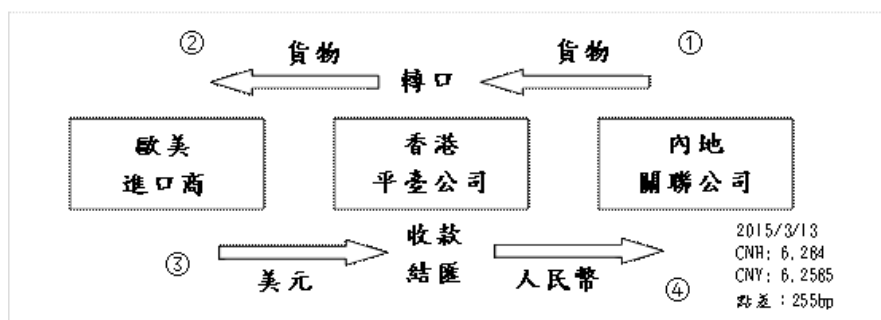 ② 貨物 貨物 ①
轉口
歐美
進口商
香港
平臺公司
內地
關聯公司
③ 美元
收款
結匯
人民幣 ④
2015/3/13
CNH: 6.284
CNY: 6.2585
點差：255bp